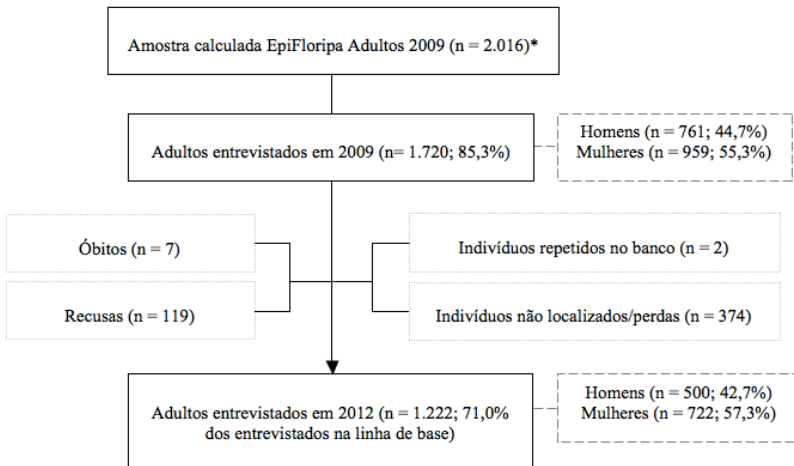 Amostra calculada EpiFloripa Adultos 2009 (n = 2.016)*
Adultos entrevistados em 2009 (n= 1.720; 85,3%)
Homens (n = 761; 44,7%)
Mulheres (n = 959; 55,3%)
Óbitos (n = 7)
Indivíduos repetidos no banco (n = 2)
Recusas (n = 119)
Indivíduos não localizados/perdas (n = 374)
Adultos entrevistados em 2012 (n = 1.222; 71,0%
dos entrevistados na linha de base)
Homens (n = 500; 42,7%)
Mulheres (n = 722; 57,3%)